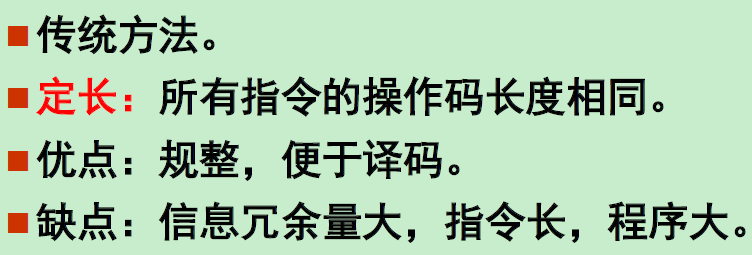 传统方法。
定长：所有指令的操作码长度相同。
优点：规整，便于译码。
缺点：信息冗余量大，指令长，程序大。